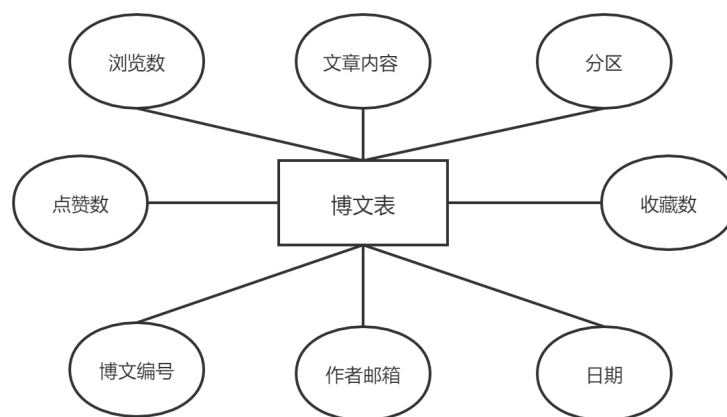 浏览数
文章内容
分区
点赞数
博文表
收藏数
博文编号
作者邮箱
日期